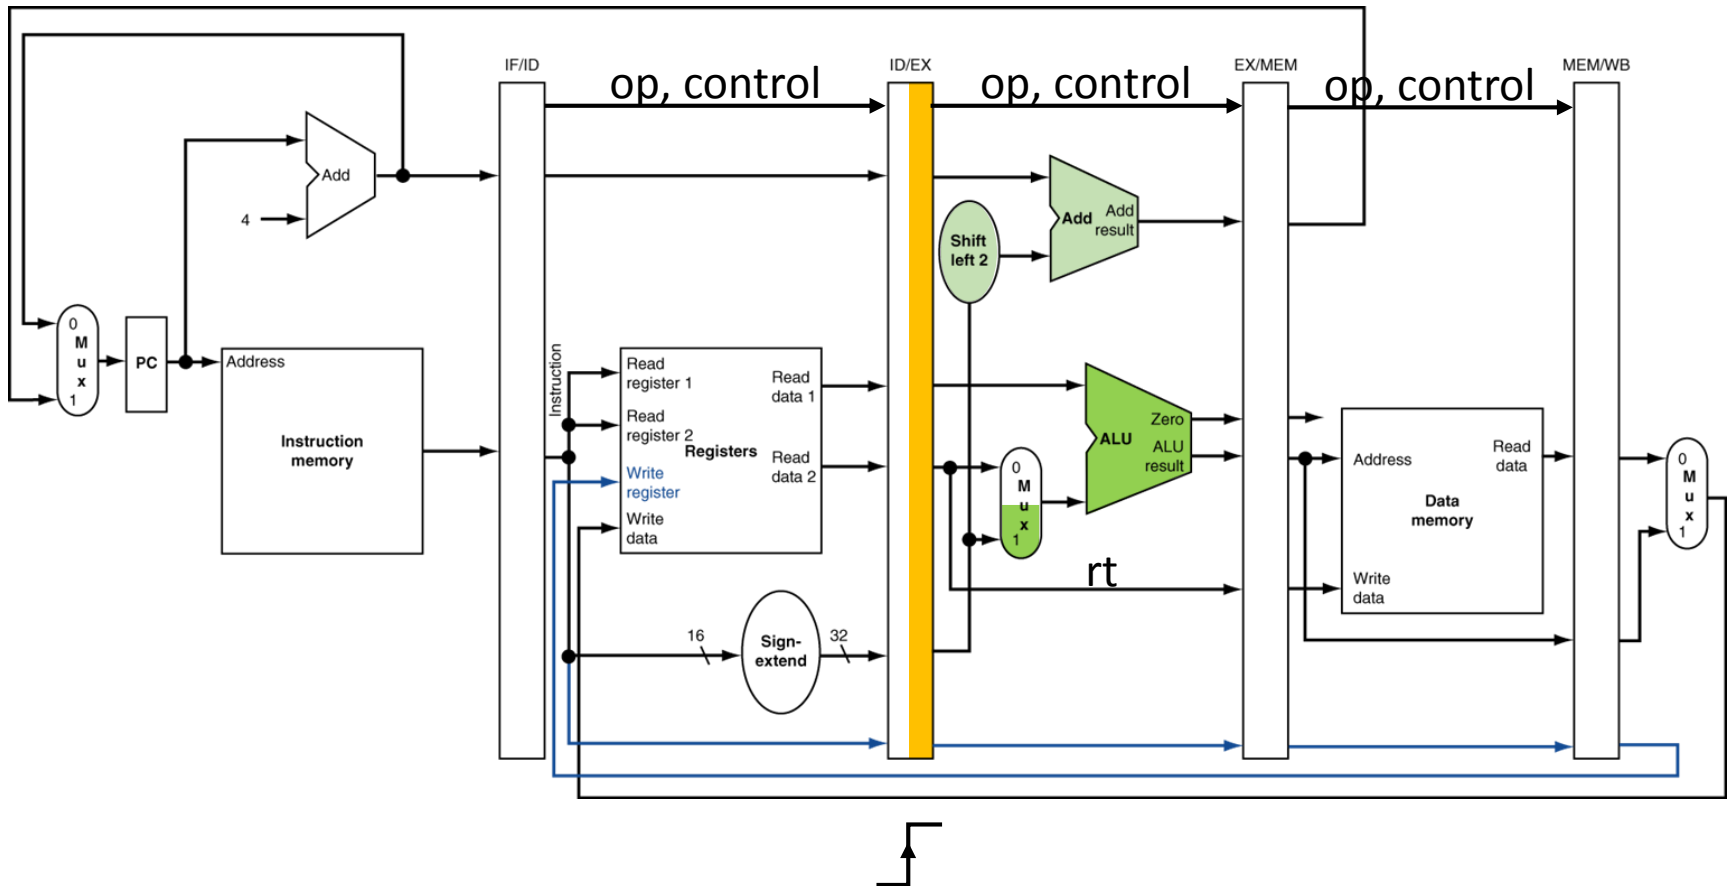 IF/ID
ID/EX
EX/MEM
MEM/WB
op, control
op, control
op, control
Add
4
Shift
left 2
Add
Add
result
0
M
u
x
1
PC
Address
Instruction
memory
Instruction
Read
register 1
Read
register 2
Registers
Write
register
Write
data
Read
data 1
Read
data 2
16
Sign-
extend
32
0
M
u
x
1
ALU
Zero
ALU
result
rt
Address
Read
data
Data
memory
Write
data
0
M
u
x
1